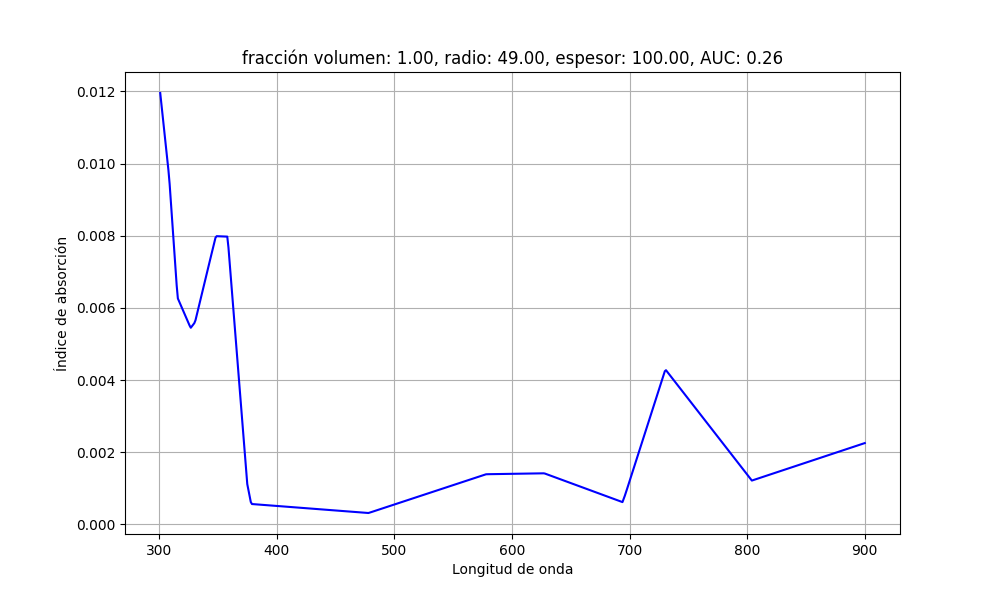 fracción volumen: 1.00, radio: 49.00, espesor: 100.00, AUC: 0.26
0.012
0.010
0.008
0.006
0.004
0.002
0.000
Índice de absorción
300 400 500 600 700 800 900
Longitud de onda